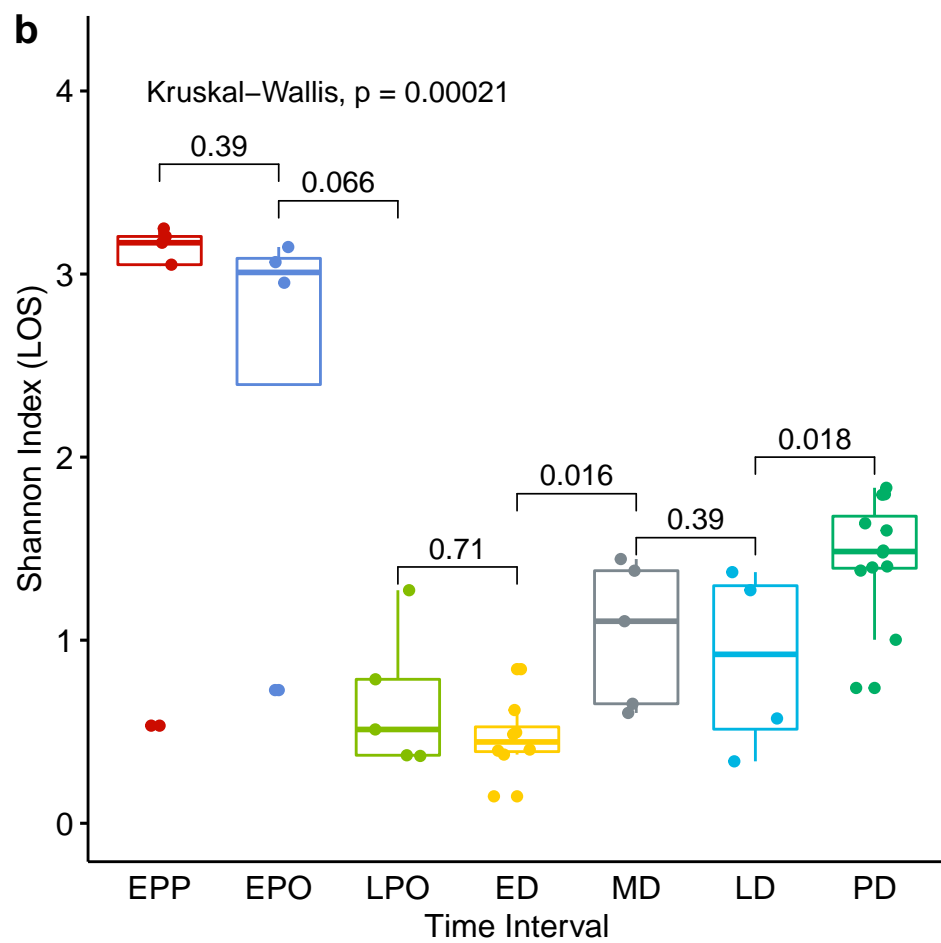 b
Kruskal–Wallis, p = 0.00021
0.39
0.066
0.018
0.016
0.39
0.71
4
3
2
1
0
Shannon Index (LOS)
EPP EPO LPO ED MD LD PD
Time Interval